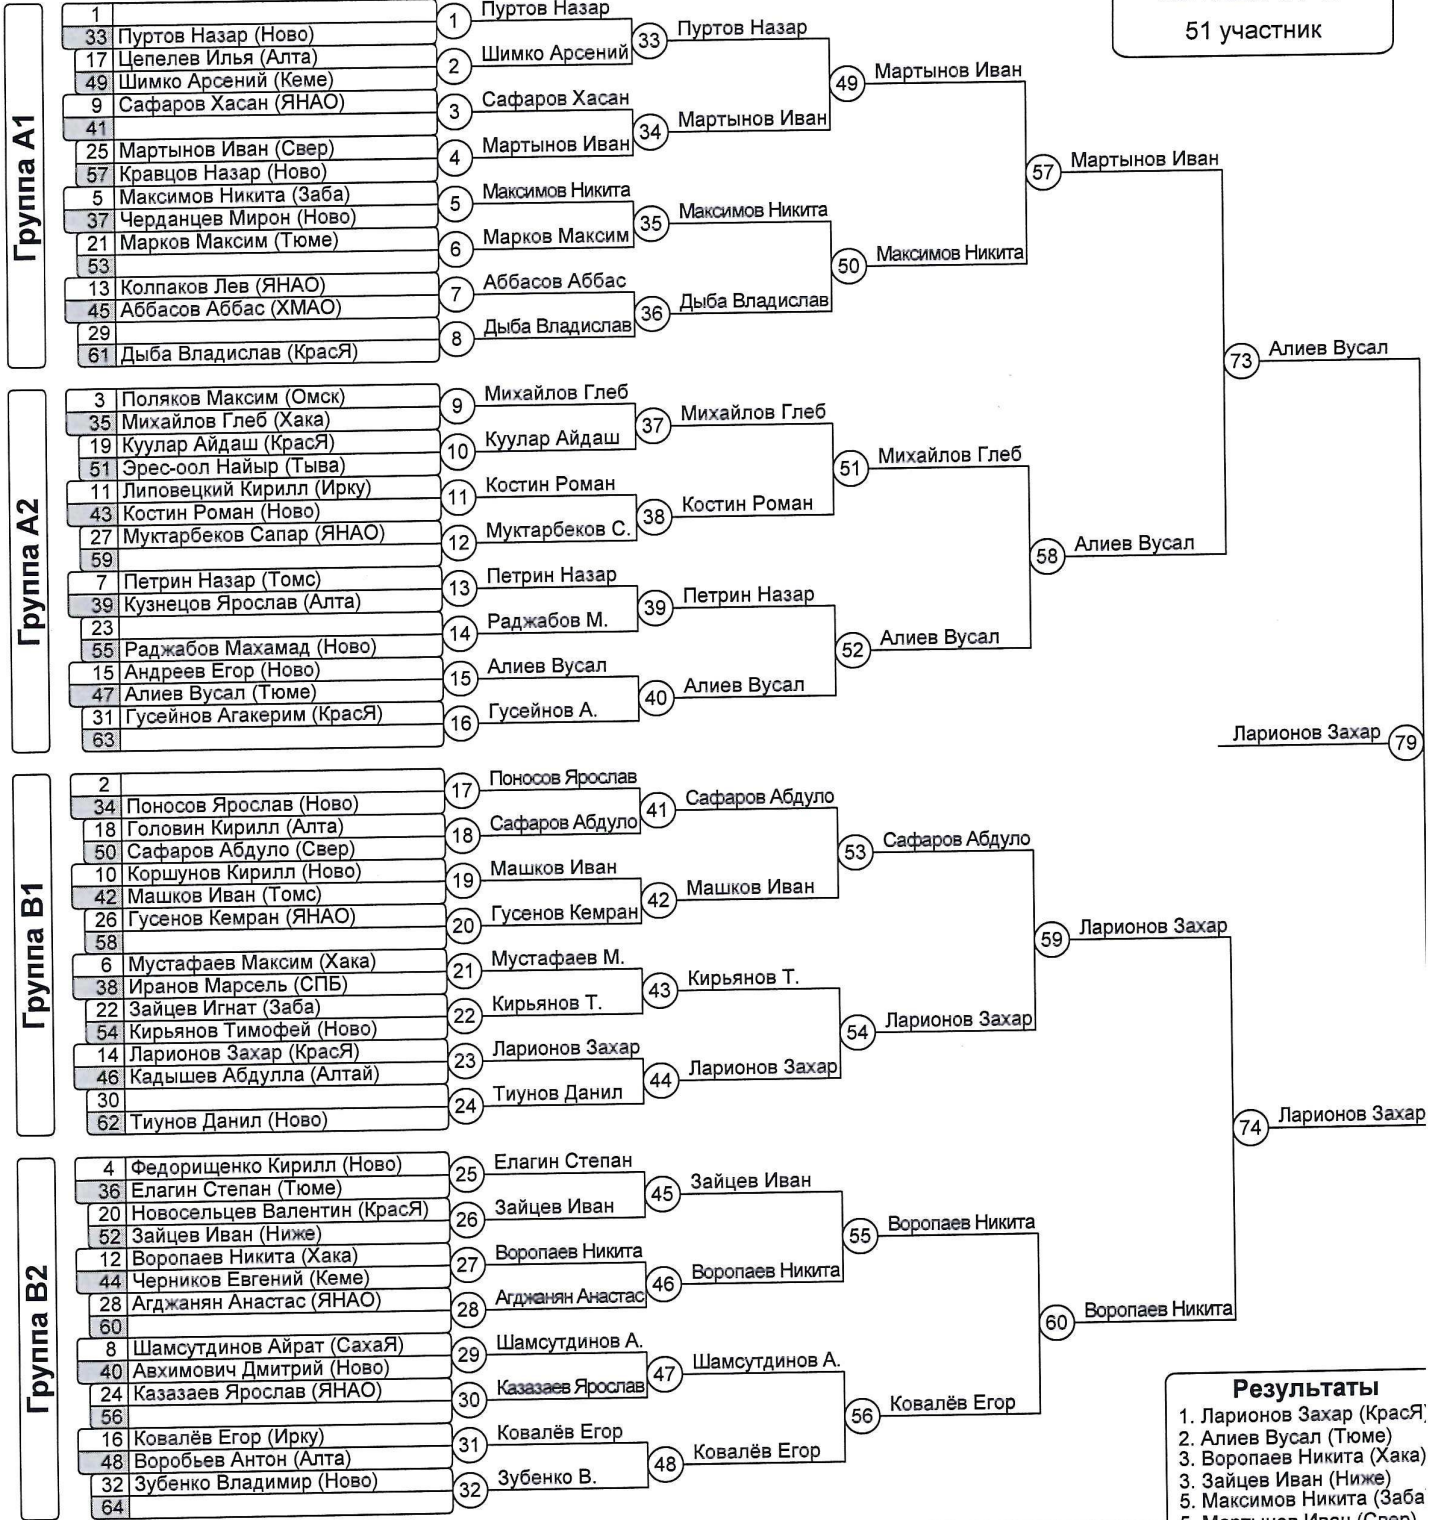 51 участник
Группа А1
1
33 Пуртов Назар (Ново)
17 Цепелев Илья (Алта)
49 Шимко Арсений (Кеме)
9 Сафаров Хасан (ЯНАО)
41
25 Мартынов Иван (Свер)
57 Кравцов Назар (Ново)
5 Максимов Никита (Заба)
37 Черданцев Мирон (Ново)
21 Марков Максим (Тюме)
53
13 Колпаков Лев (ЯНАО)
45 Аббасов Аббас (ХМАО)
29
61 Дыба Владислав (КрасЯ)
1 Пуртов Назар
2 Шимко Арсений
3 Сафаров Хасан
4 Мартынов Иван
5 Максимов Никита
6 Марков Максим
7 Аббасов Аббас
8 Дыба Владислав
33 Пуртов Назар
34 Мартынов Иван
35 Максимов Никита
36 Дыба Владислав
49 Мартынов Иван
50 Максимов Никита
57 Мартынов Иван
Группа А2
3 Поляков Максим (Омск)
35 Михайлов Глеб (Хака)
19 Куулар Айдаш (КрасЯ)
51 Эрес-оол Найыр (Тыва)
11 Липовецкий Кирилл (Ирку)
43 Костин Роман (Ново)
27 Муктарбеков Сапар (ЯНАО)
59
7 Петрин Назар (Томс)
39 Кузнецов Ярослав (Алта)
23
55 Раджабов Махамад (Ново)
15 Андреев Егор (Ново)
47 Алиев Вусал (Тюме)
31 Гусейнов Агакерим (КрасЯ)
63
9 Михайлов Глеб
10 Куулар Айдаш
11 Костин Роман
12 Муктарбеков С.
13 Петрин Назар
14 Раджабов М.
15 Алиев Вусал
16 Гусейнов А.
37 Михайлов Глеб
38 Костин Роман
39 Петрин Назар
40 Алиев Вусал
51 Михайлов Глеб
52 Алиев Вусал
58 Алиев Вусал
73 Алиев Вусал
Ларионов Захар 79
Группа В1
2
34 Поносов Ярослав (Ново)
18 Головин Кирилл (Алта)
50 Сафаров Абдуло (Свер)
10 Коршунов Кирилл (Ново)
42 Машков Иван (Томс)
26 Гусенов Кемран (ЯНАО)
58
6 Мустафаев Максим (Хака)
38 Иранов Марсель (СПБ)
22 Зайцев Игнат (Заба)
54 Кирьянов Тимофей (Ново)
14 Ларионов Захар (КрасЯ)
46 Кадышев Абдулла (Алтай)
30
62 Тиунов Данил (Ново)
17 Поносов Ярослав
18 Сафаров Абдуло
19 Машков Иван
20 Гусенов Кемран
21 Мустафаев М.
22 Кирьянов Т.
23 Ларионов Захар
24 Тиунов Данил
41 Сафаров Абдуло
42 Машков Иван
43 Кирьянов Т.
44 Ларионов Захар
53 Сафаров Абдуло
54 Ларионов Захар
59 Ларионов Захар
74 Ларионов Захар
Группа В2
4 Федорищенко Кирилл (Ново)
36 Елагин Степан (Тюме)
20 Новосельцев Валентин (КрасЯ)
52 Зайцев Иван (Ниже)
12 Воропаев Никита (Хака)
44 Черников Евгений (Кеме)
28 Агджанян Анастас (ЯНАО)
60
8 Шамсутдинов Айрат (СахаЯ)
40 Авхимович Дмитрий (Ново)
24 Казазаев Ярослав (ЯНАО)
56
16 Ковалёв Егор (Ирку)
48 Воробьев Антон (Алта)
32 Зубенко Владимир (Ново)
64
25 Елагин Степан
26 Зайцев Иван
27 Воропаев Никита
28 Агджанян Анастас
29 Шамсутдинов А.
30 Казазаев Ярослав
31 Ковалёв Егор
32 Зубенко В.
45 Зайцев Иван
46 Воропаев Никита
47 Шамсутдинов А.
48 Ковалёв Егор
55 Воропаев Никита
56 Ковалёв Егор
60 Воропаев Никита
Результаты
1. Ларионов Захар (КрасЯ)
2. Алиев Вусал (Тюме)
3. Воропаев Никита (Хака)
3. Зайцев Иван (Ниже)
5. Максимов Никита (Заба
5. Мартынов Иван (Свер)